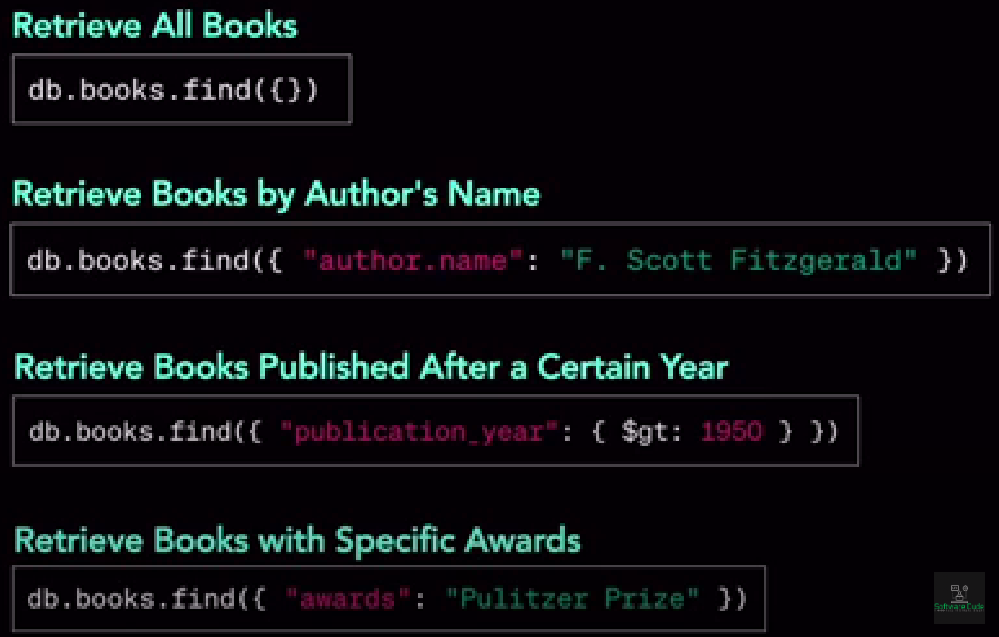 Retrieve All Books
db.books.find({})
Retrieve Books by Author's Name
db.books.find({ "author.name": "F. Scott Fitzgerald" })
Retrieve Books Published After a Certain Year
db.books.find({ "publication_year": { $gt: 1950 } })
Retrieve Books with Specific Awards
db.books.find({ "awards": "Pulitzer Prize" })
Software Dude